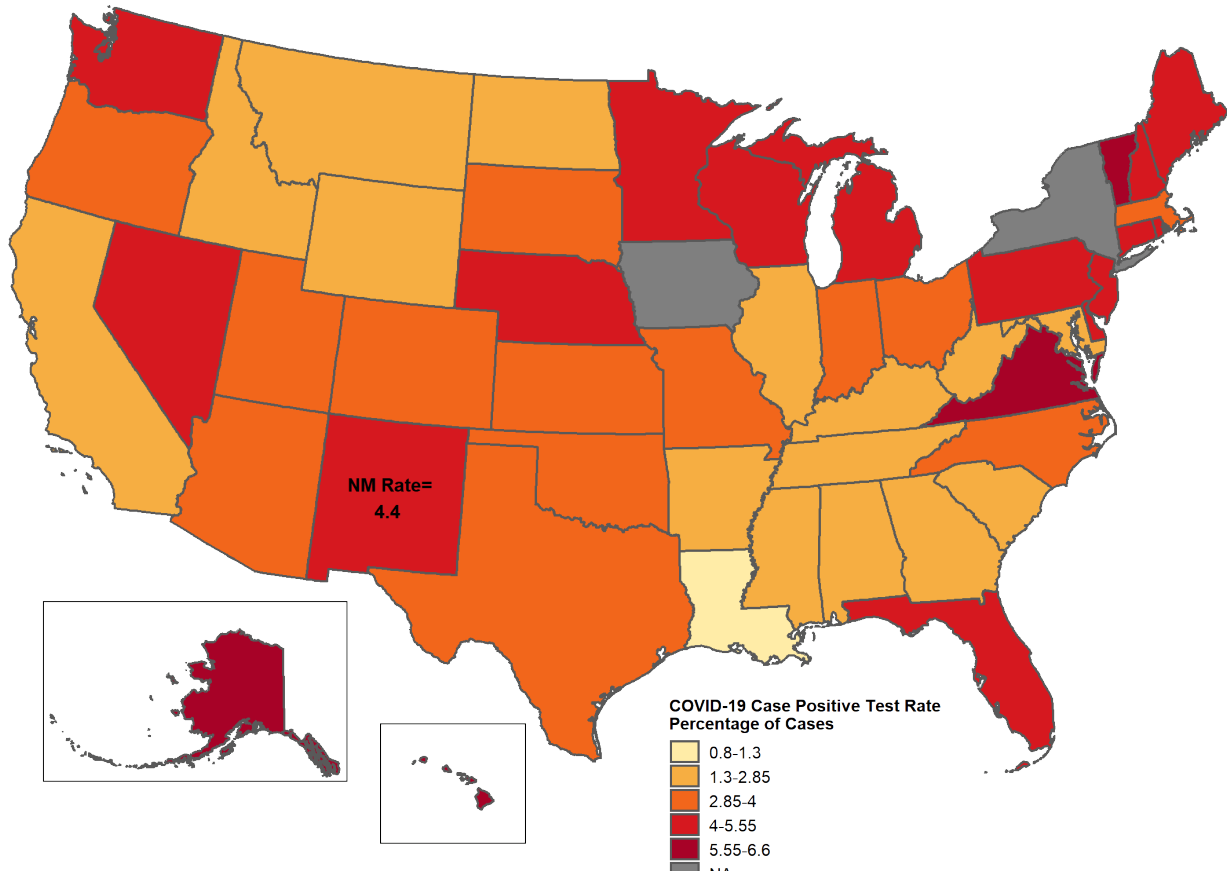 NM Rate=
4.4
COVID-19 Case Positive Test Rate
Percentage of Cases
0.8-1.3
1.3-2.85
2.85-4
4-5.55
5.55-6.6
NA